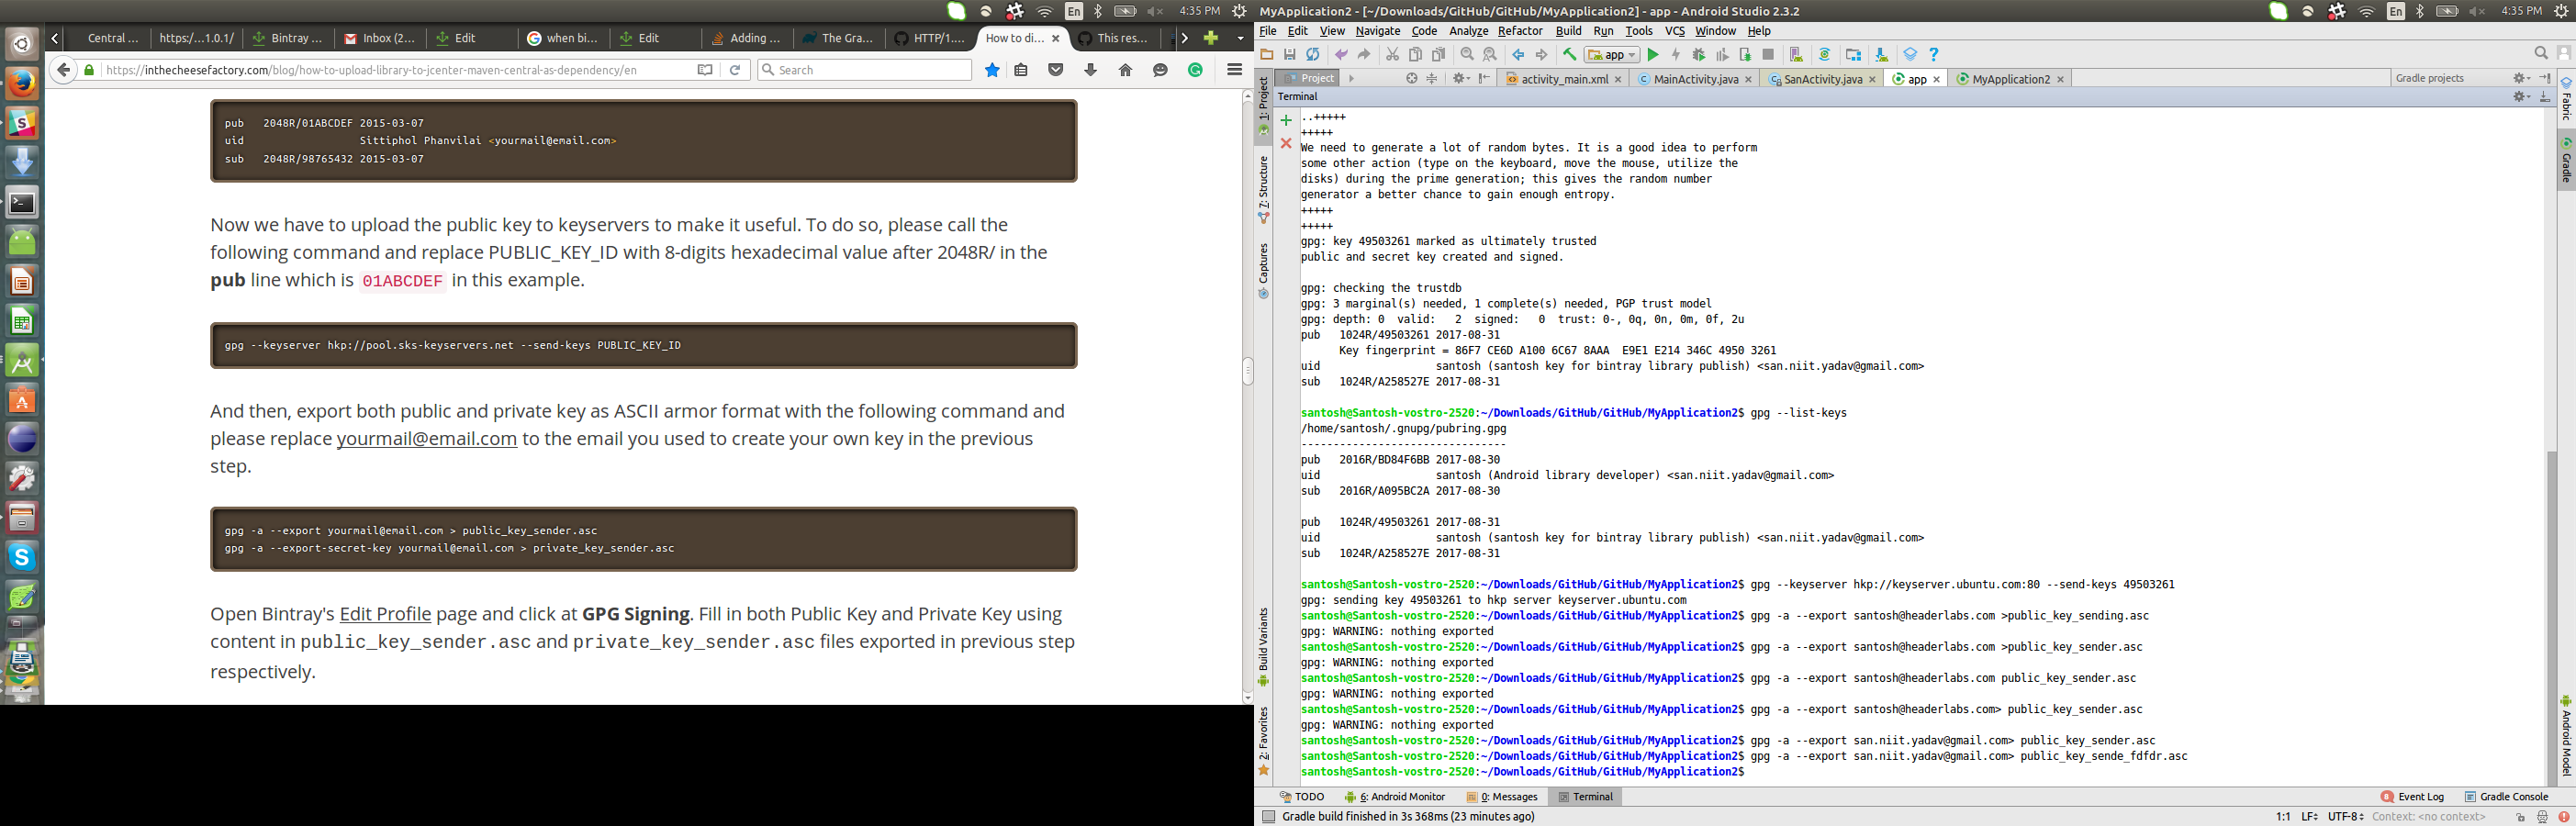 En 4:35 PM
Central ... https:/...1.0.1/ Bintray ... Inbox (2... Edit when bi... Edit Adding ... The Gra... HTTP/1.... How to di... This res...
https://inthecheesefactory.com/blog/how-to-upload-library-to-jcenter-maven-central-as-dependency/en Search
pub 2048R/01ABCDEF 2015-03-07
uid Sittiphol Phanvilai <yourmail@email.com>
sub 2048R/98765432 2015-03-07
Now we have to upload the public key to keyservers to make it useful. To do so, please call the
following command and replace PUBLIC_KEY_ID with 8-digits hexadecimal value after 2048R/ in the
pub line which is 01ABCDEF in this example.
gpg --keyserver hkp://pool.sks-keyservers.net --send-keys PUBLIC_KEY_ID
And then, export both public and private key as ASCII armor format with the following command and
please replace yourmail@email.com to the email you used to create your own key in the previous
step.
gpg -a --export yourmail@email.com > public_key_sender.asc
gpg -a --export-secret-key yourmail@email.com > private_key_sender.asc
Open Bintray's Edit Profile page and click at GPG Signing. Fill in both Public Key and Private Key using
content in public_key_sender.asc and private_key_sender.asc files exported in previous step
respectively.
MyApplication2 - [~/Downloads/GitHub/GitHub/MyApplication2] - app - Android Studio 2.3.2 En 4:35 PM
File Edit View Navigate Code Analyze Refactor Build Run Tools VCS Window Help
app
Project activity_main.xml MainActivity.java SanActivity.java app MyApplication2 Gradle projects
Terminal
1: Project
7: Structure
Captures
Build Variants
2: Favorites
Fabric
Gradle
Android Model
..+++++
+++++
We need to generate a lot of random bytes. It is a good idea to perform
some other action (type on the keyboard, move the mouse, utilize the
disks) during the prime generation; this gives the random number
generator a better chance to gain enough entropy.
+++++
+++++
gpg: key 49503261 marked as ultimately trusted
public and secret key created and signed.
gpg: checking the trustdb
gpg: 3 marginal(s) needed, 1 complete(s) needed, PGP trust model
gpg: depth: 0 valid: 2 signed: 0 trust: 0-, 0q, 0n, 0m, 0f, 2u
pub 1024R/49503261 2017-08-31
Key fingerprint = 86F7 CE6D A100 6C67 8AAA E9E1 E214 346C 4950 3261
uid santosh (santosh key for bintray library publish) <san.niit.yadav@gmail.com>
sub 1024R/A258527E 2017-08-31
santosh@Santosh-vostro-2520:~/Downloads/GitHub/GitHub/MyApplication2$ gpg --list-keys
/home/santosh/.gnupg/pubring.gpg
--------------------------------
pub 2016R/BD84F6BB 2017-08-30
uid santosh (Android library developer) <san.niit.yadav@gmail.com>
sub 2016R/A095BC2A 2017-08-30
pub 1024R/49503261 2017-08-31
uid santosh (santosh key for bintray library publish) <san.niit.yadav@gmail.com>
sub 1024R/A258527E 2017-08-31
santosh@Santosh-vostro-2520:~/Downloads/GitHub/GitHub/MyApplication2$ gpg --keyserver hkp://keyserver.ubuntu.com:80 --send-keys 49503261
gpg: sending key 49503261 to hkp server keyserver.ubuntu.com
santosh@Santosh-vostro-2520:~/Downloads/GitHub/GitHub/MyApplication2$ gpg -a --export santosh@headerlabs.com >public_key_sending.asc
gpg: WARNING: nothing exported
santosh@Santosh-vostro-2520:~/Downloads/GitHub/GitHub/MyApplication2$ gpg -a --export santosh@headerlabs.com >public_key_sender.asc
gpg: WARNING: nothing exported
santosh@Santosh-vostro-2520:~/Downloads/GitHub/GitHub/MyApplication2$ gpg -a --export santosh@headerlabs.com public_key_sender.asc
gpg: WARNING: nothing exported
santosh@Santosh-vostro-2520:~/Downloads/GitHub/GitHub/MyApplication2$ gpg -a --export santosh@headerlabs.com> public_key_sender.asc
gpg: WARNING: nothing exported
santosh@Santosh-vostro-2520:~/Downloads/GitHub/GitHub/MyApplication2$ gpg -a --export san.niit.yadav@gmail.com> public_key_sender.asc
santosh@Santosh-vostro-2520:~/Downloads/GitHub/GitHub/MyApplication2$ gpg -a --export san.niit.yadav@gmail.com> public_key_sende_fdfdr.asc
santosh@Santosh-vostro-2520:~/Downloads/GitHub/GitHub/MyApplication2$
TODO 6: Android Monitor 0: Messages Terminal 8 Event Log Gradle Console
Gradle build finished in 3s 368ms (23 minutes ago) 1:1 LF UTF-8 Context: <no context>